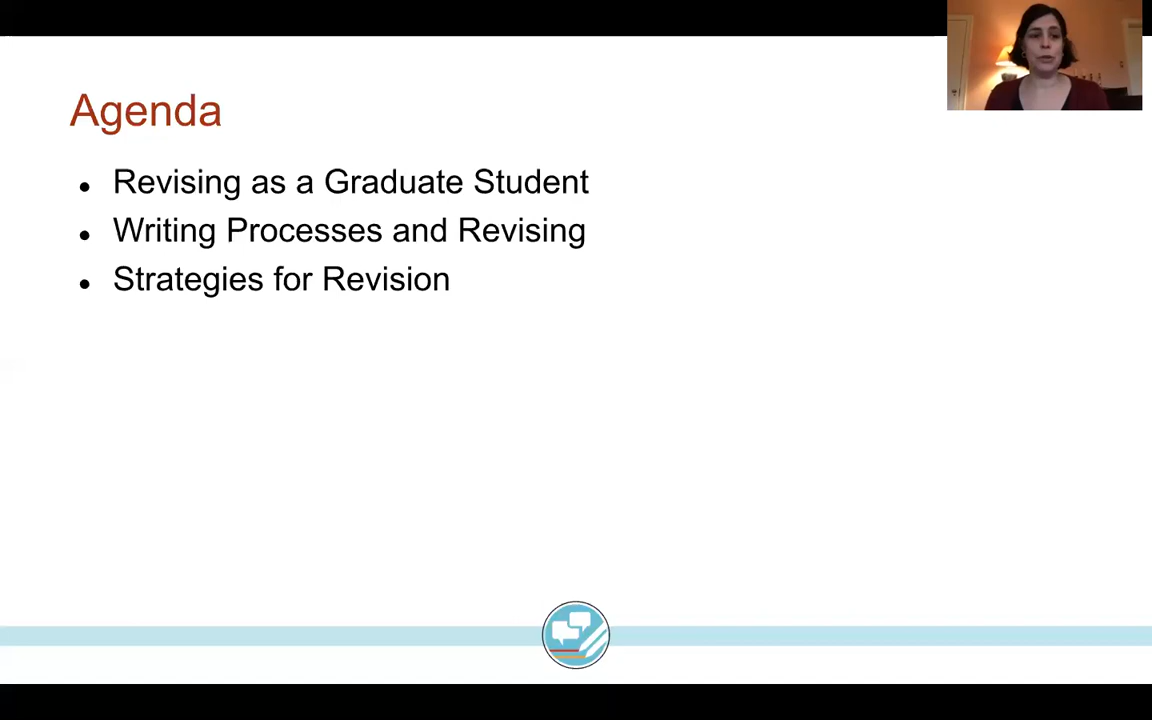 Agenda
Revising as a Graduate Student
Writing Processes and Revising
Strategies for Revision